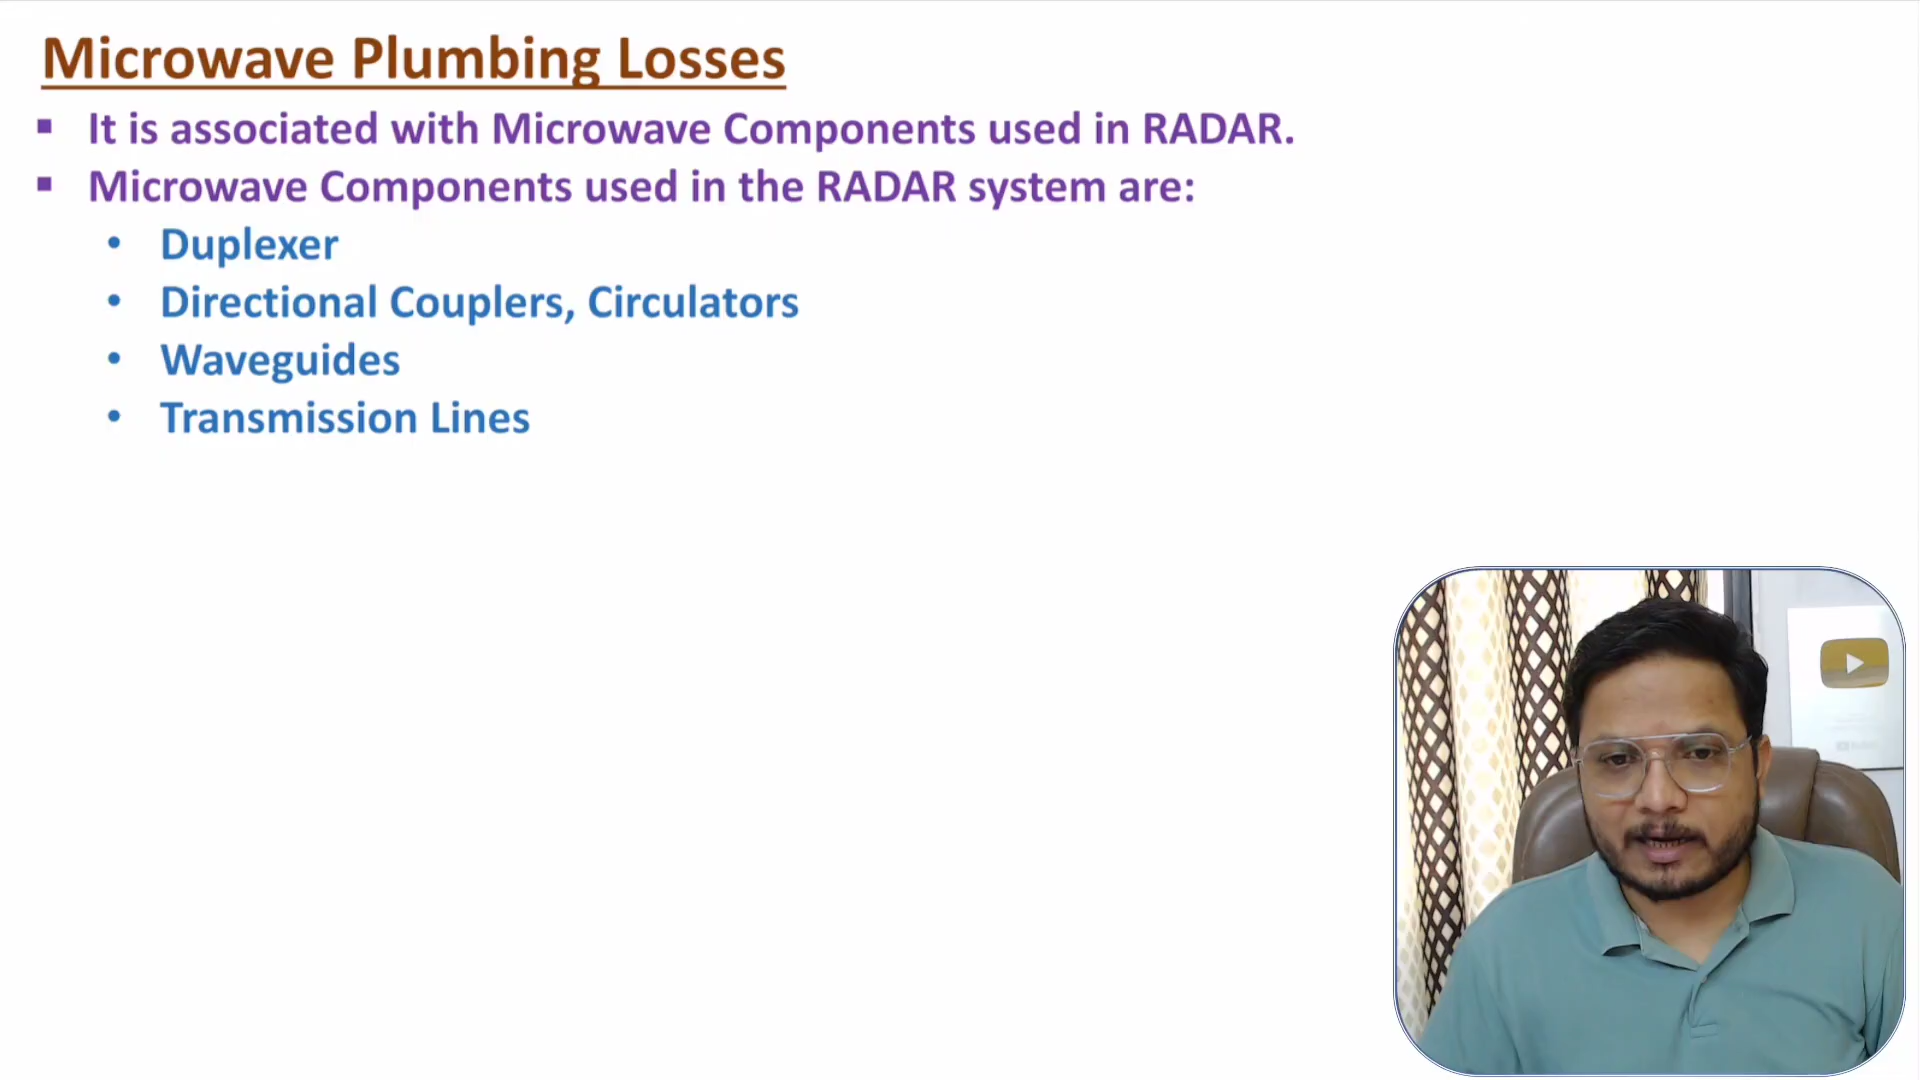 Microwave Plumbing Losses
▪ It is associated with Microwave Components used in RADAR.
▪ Microwave Components used in the RADAR system are:
• Duplexer
• Directional Couplers, Circulators
• Waveguides
• Transmission Lines